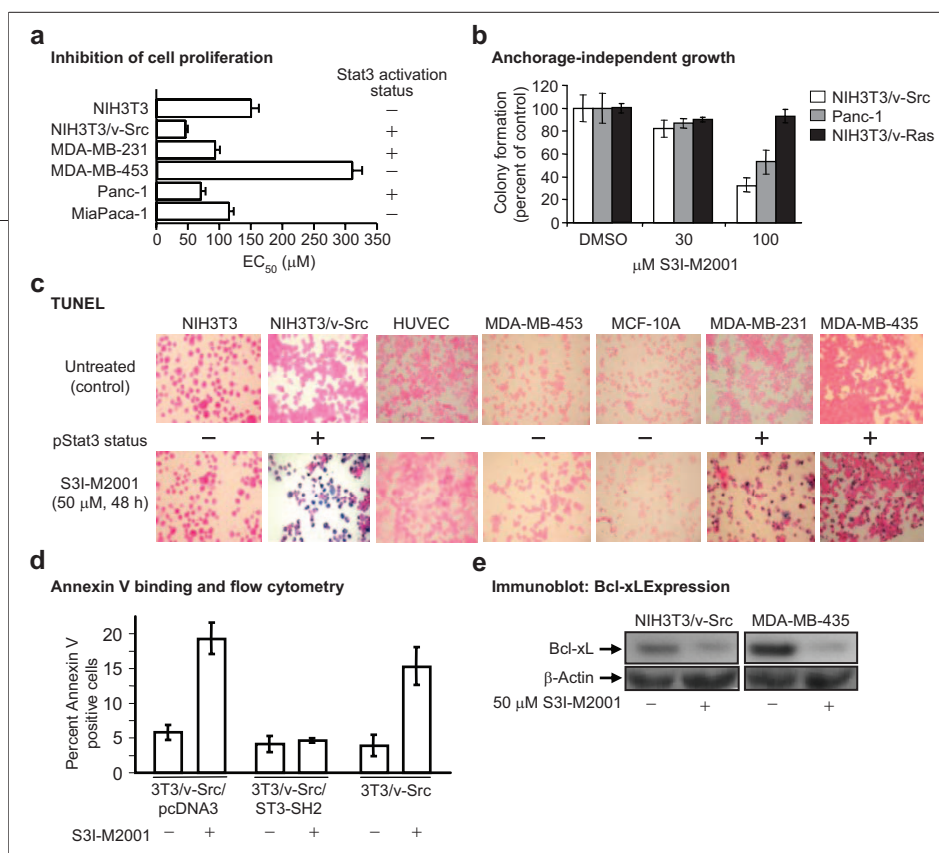 a
Inhibition of cell proliferation
Stat3 activation
status
NIH3T3 −
NIH3T3/v-Src +
MDA-MB-231 +
MDA-MB-453 −
Panc-1 +
MiaPaca-1 −
0 50 100 150 200 250 300 350
EC50 (μM)
b
Anchorage-independent growth
Colony formation
(percent of control)
120
100
80
60
40
20
0
NIH3T3/v-Src
Panc-1
NIH3T3/v-Ras
DMSO 30 100
μM S3I-M2001
c
TUNEL
NIH3T3 NIH3T3/v-Src HUVEC MDA-MB-453 MCF-10A MDA-MB-231 MDA-MB-435
Untreated
(control)
pStat3 status − + − − − + +
S3I-M2001
(50 μM, 48 h)
d
Annexin V binding and flow cytometry
Percent Annexin V
positive cells
20
15
10
5
0
3T3/v-Src/
pcDNA3
3T3/v-Src/
ST3-SH2
3T3/v-Src
S3I-M2001 − + − + − +
e
Immunoblot: Bcl-xLExpression
NIH3T3/v-Src MDA-MB-435
Bcl-xL
β-Actin
50 μM S3I-M2001 − + − +